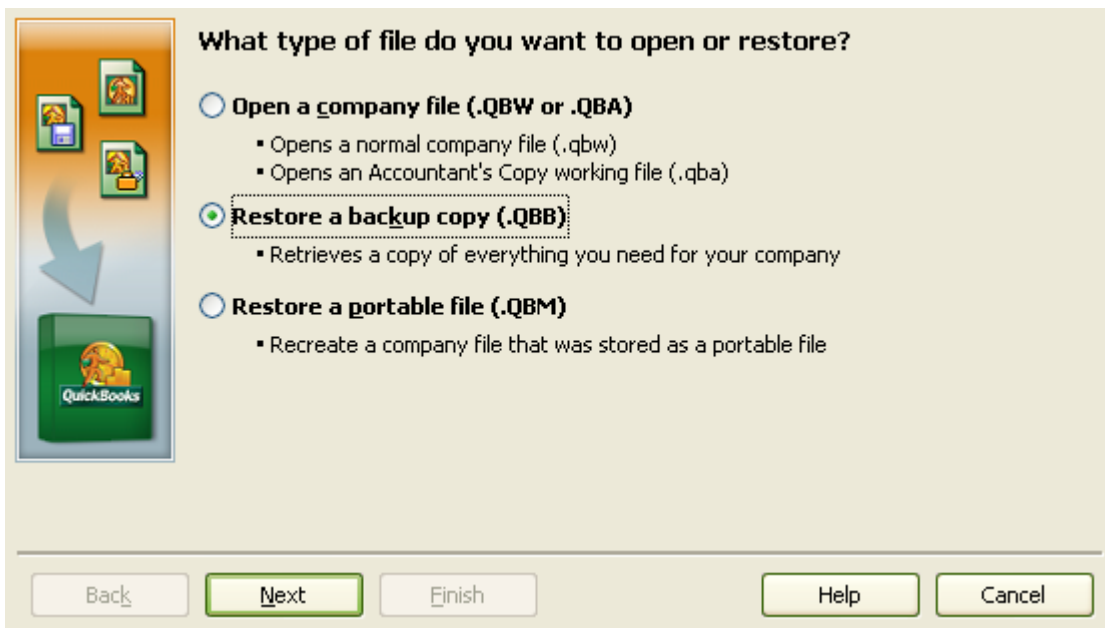 What type of file do you want to open or restore?
Open a company file (.QBW or .QBA)
▪ Opens a normal company file (.qbw)
▪ Opens an Accountant's Copy working file (.qba)
Restore a backup copy (.QBB)
▪ Retrieves a copy of everything you need for your company
Restore a portable file (.QBM)
▪ Recreate a company file that was stored as a portable file
QuickBooks
Back Next Finish Help Cancel